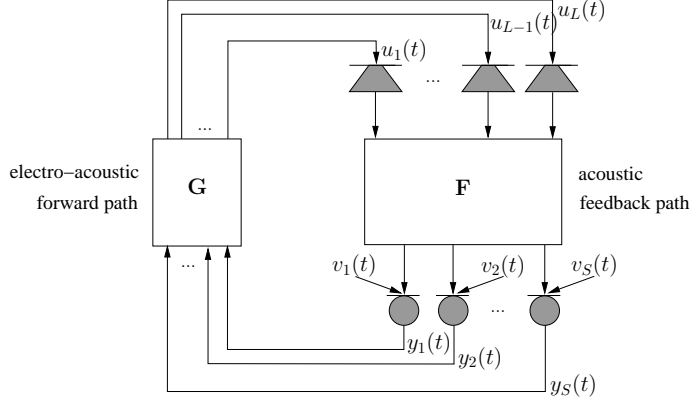 u_L(t)
u_{L−1}(t)
u_1(t)
...
...
electro−acoustic
forward path
G
F
acoustic
feedback path
...
v_1(t)
v_2(t)
v_S(t)
...
y_1(t)
y_2(t)
y_S(t)